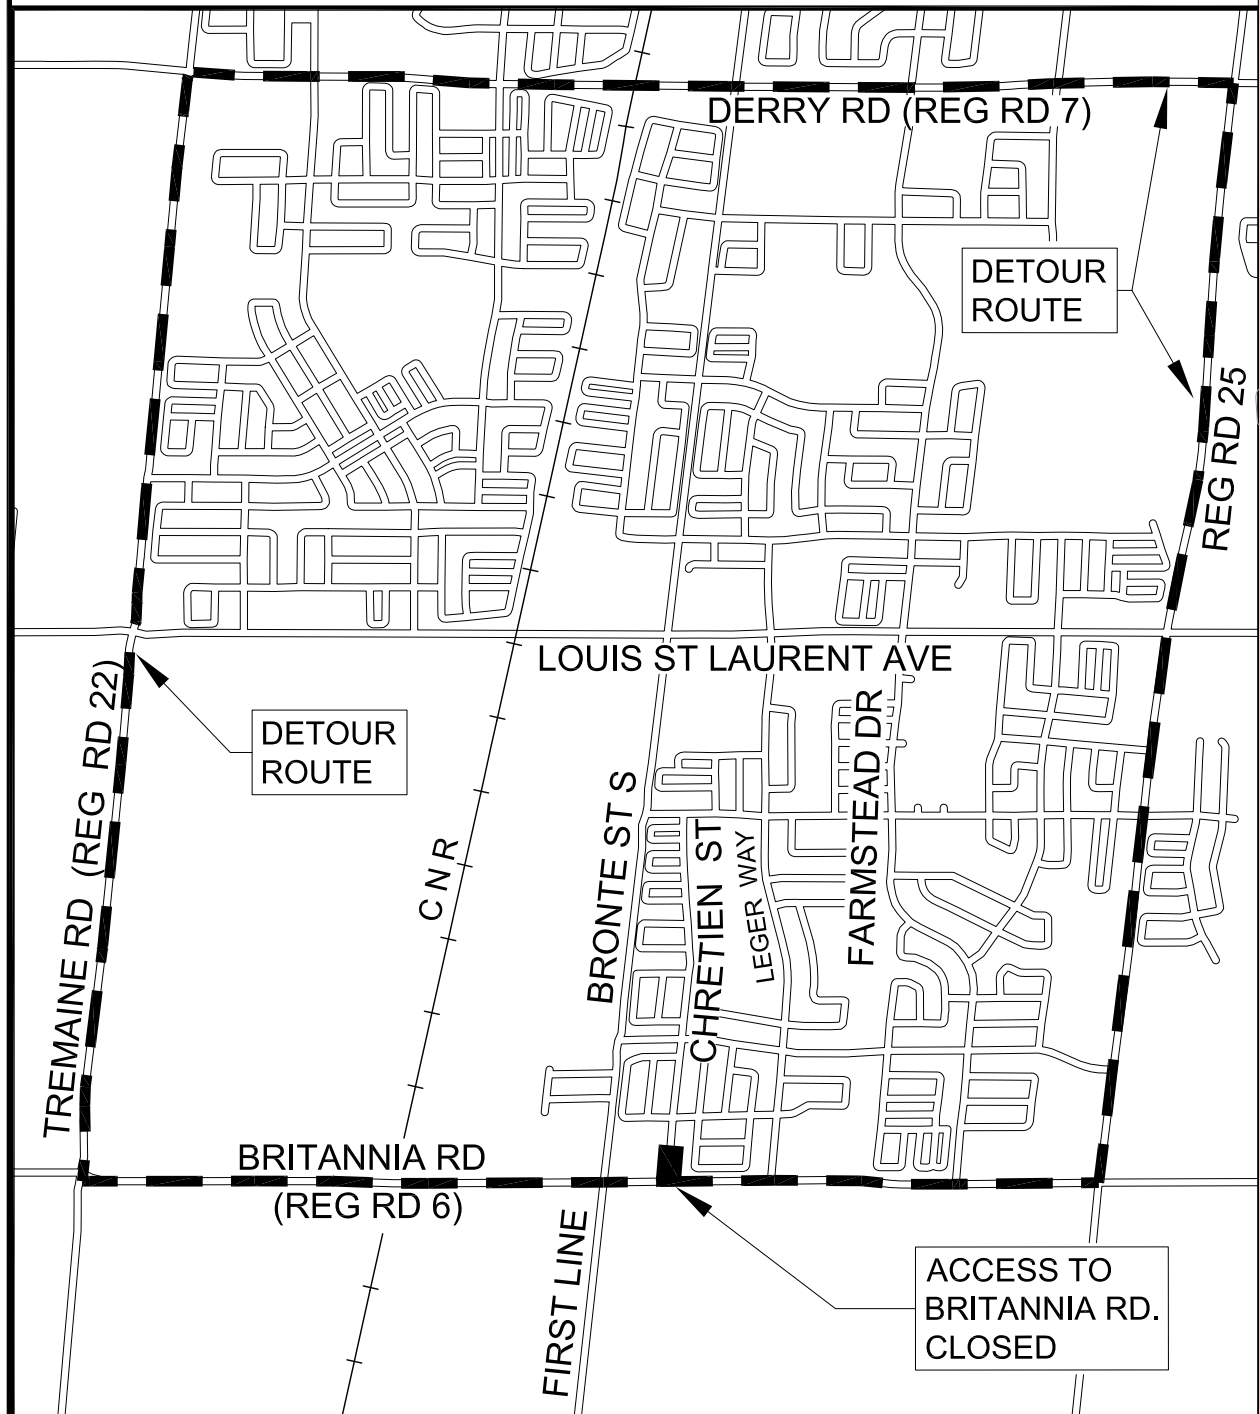 DERRY RD (REG RD 7)
DETOUR
ROUTE
REG RD 25
LOUIS ST LAURENT AVE
DETOUR
ROUTE
TREMAINE RD (REG RD 22)
CNR
BRONTE ST S
CHRETIEN ST
LEGER WAY
FARMSTEAD DR
BRITANNIA RD
(REG RD 6)
FIRST LINE
ACCESS TO
BRITANNIA RD.
CLOSED